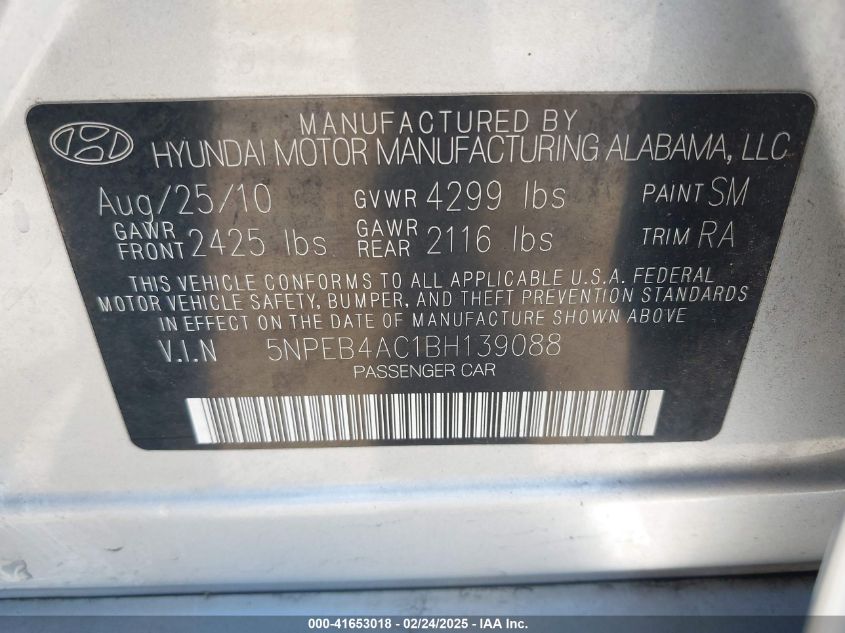 MANUFACTURED BY
HYUNDAI MOTOR MANUFACTURING ALABAMA, LLC
Aug/25/10 GVWR 4299 lbs PAINT SM
GAWR FRONT 2425 lbs GAWR REAR 2116 lbs TRIM RA
THIS VEHICLE CONFORMS TO ALL APPLICABLE U.S.A. FEDERAL
MOTOR VEHICLE SAFETY, BUMPER, AND THEFT PREVENTION STANDARDS
IN EFFECT ON THE DATE OF MANUFACTURE SHOWN ABOVE
V.I.N 5NPEB4AC1BH139088
PASSENGER CAR
000-41653018 - 02/24/2025 - IAA Inc.